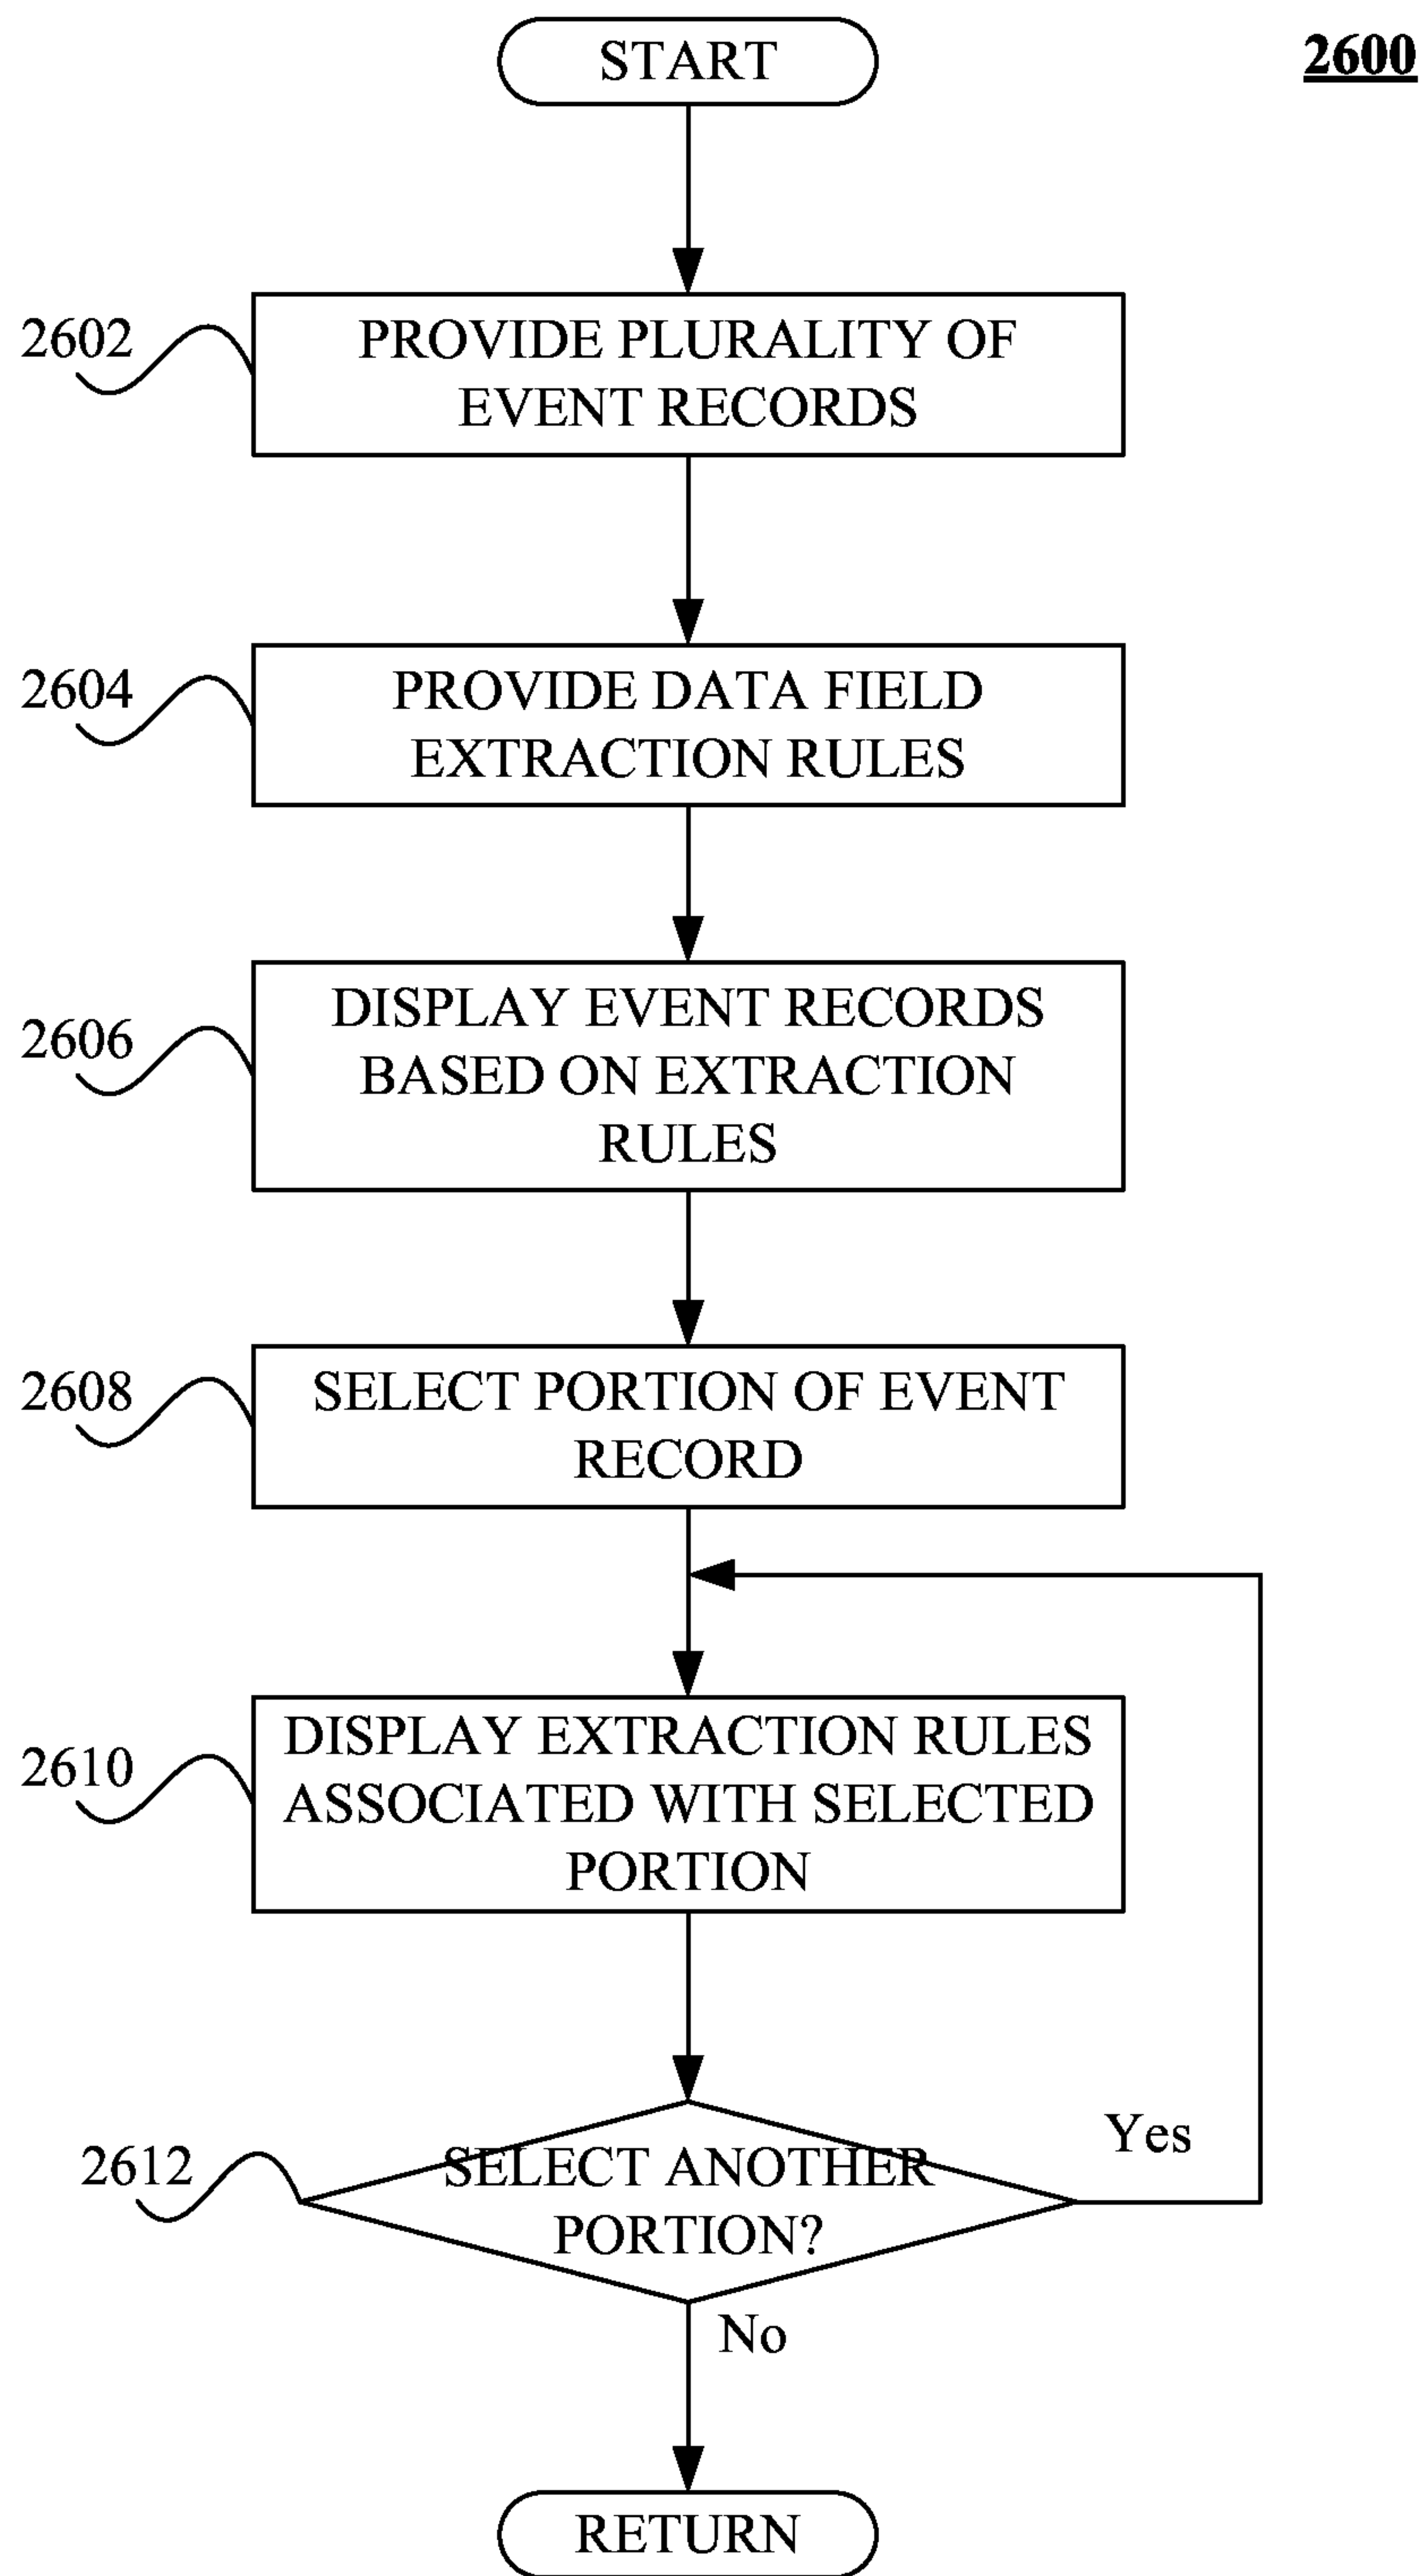 START
2600
2602
PROVIDE PLURALITY OF
EVENT RECORDS
2604
PROVIDE DATA FIELD
EXTRACTION RULES
2606
DISPLAY EVENT RECORDS
BASED ON EXTRACTION
RULES
2608
SELECT PORTION OF EVENT
RECORD
2610
DISPLAY EXTRACTION RULES
ASSOCIATED WITH SELECTED
PORTION
2612
SELECT ANOTHER
PORTION?
Yes
No
RETURN